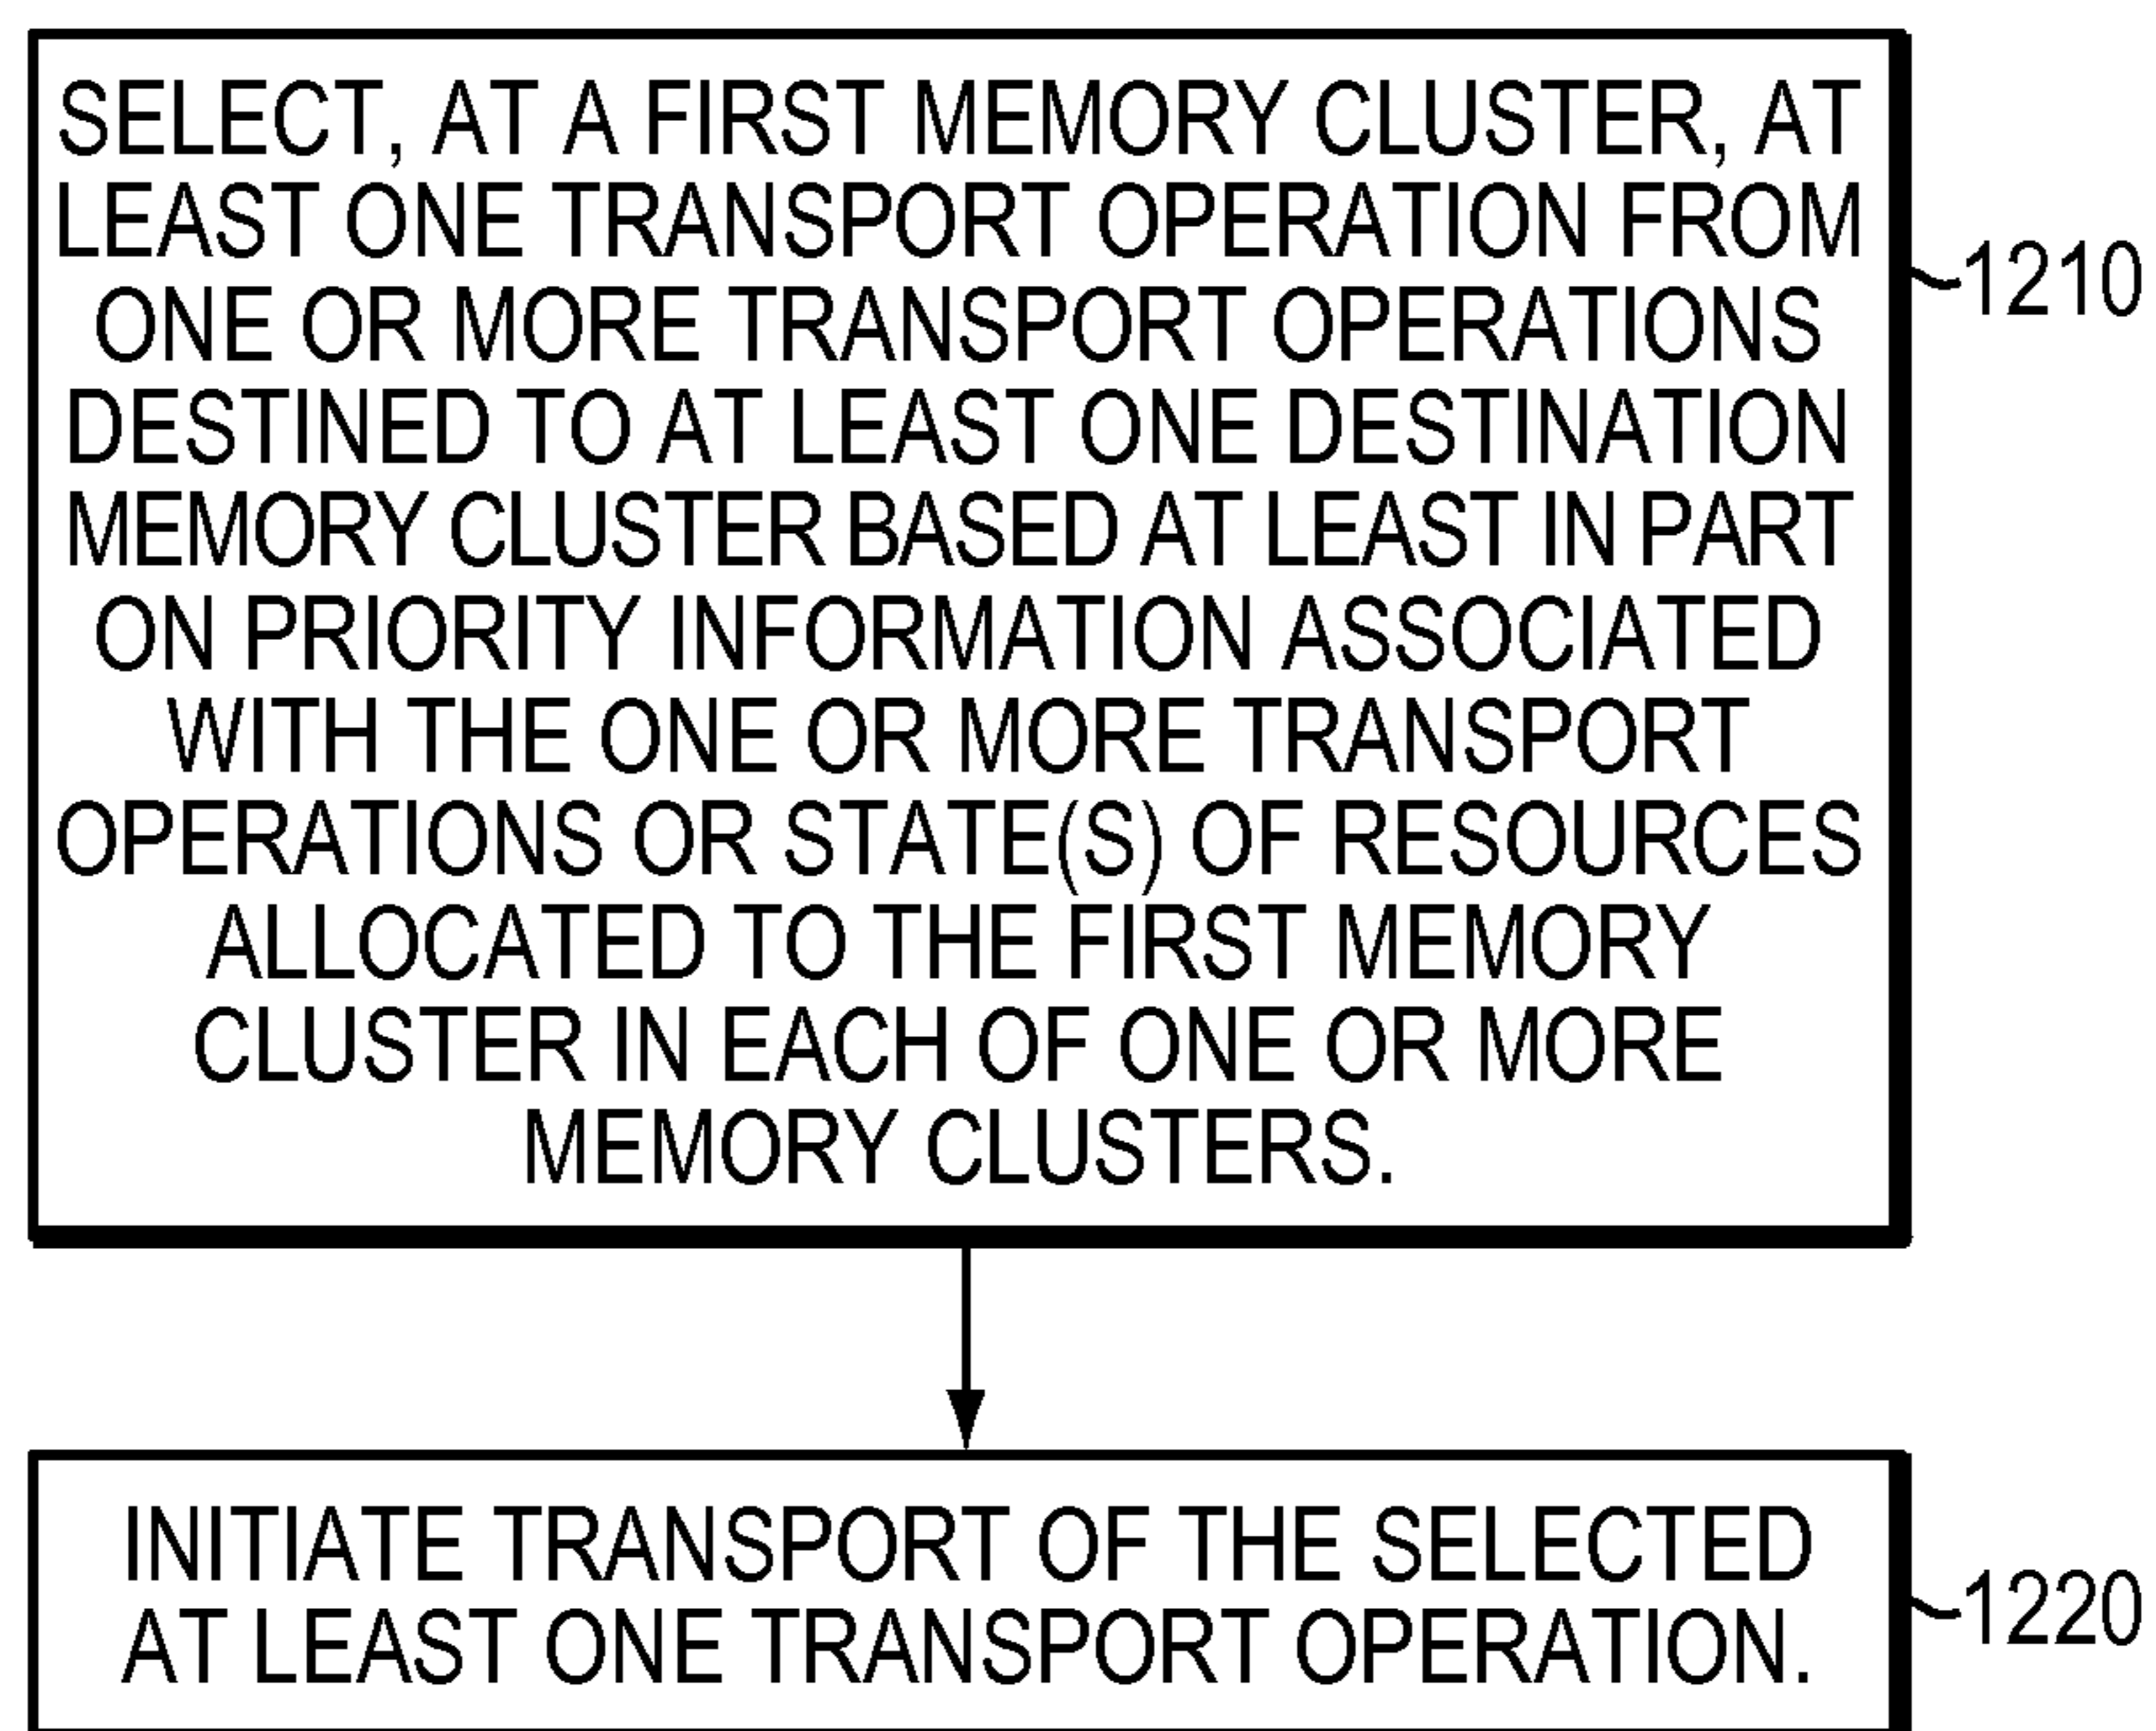 SELECT, AT A FIRST MEMORY CLUSTER, AT
LEAST ONE TRANSPORT OPERATION FROM
ONE OR MORE TRANSPORT OPERATIONS
DESTINED TO AT LEAST ONE DESTINATION
MEMORY CLUSTER BASED AT LEAST IN PART
ON PRIORITY INFORMATION ASSOCIATED
WITH THE ONE OR MORE TRANSPORT
OPERATIONS OR STATE(S) OF RESOURCES
ALLOCATED TO THE FIRST MEMORY
CLUSTER IN EACH OF ONE OR MORE
MEMORY CLUSTERS.
1210
INITIATE TRANSPORT OF THE SELECTED
AT LEAST ONE TRANSPORT OPERATION.
1220